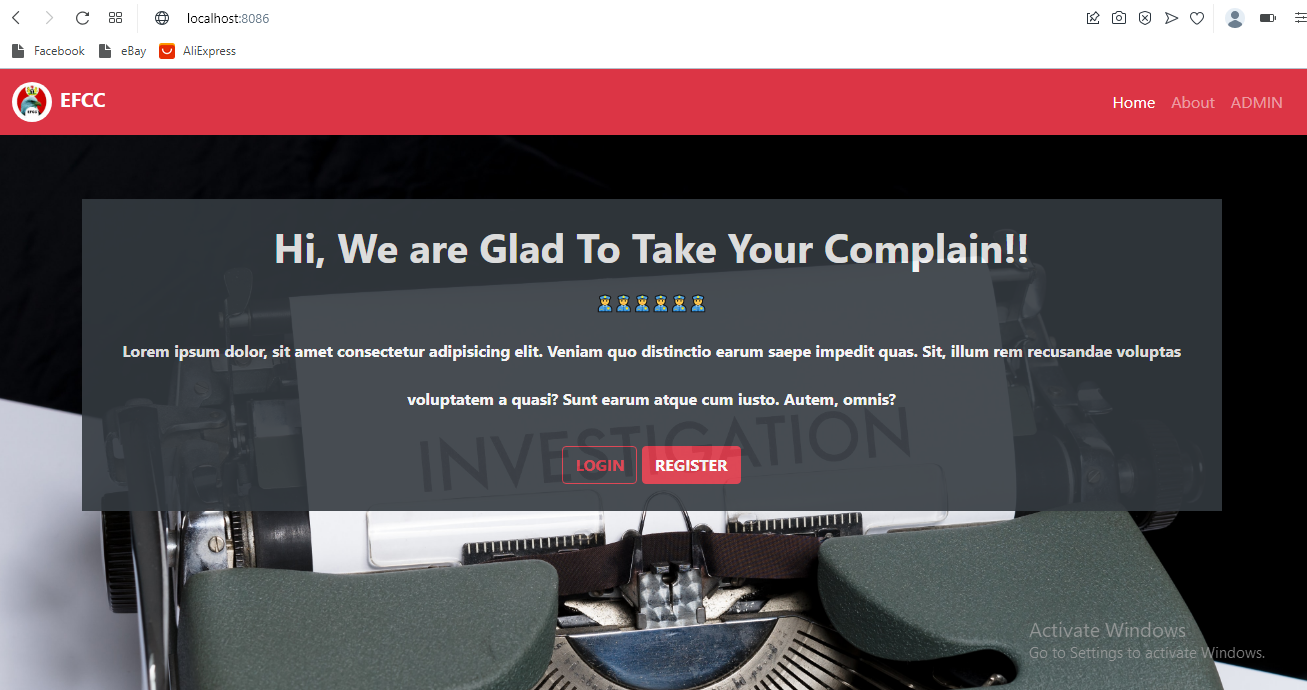 localhost:8086
Facebook eBay AliExpress
EFCC
EFCC Home About ADMIN
Hi, We are Glad To Take Your Complain!!
Lorem ipsum dolor, sit amet consectetur adipisicing elit. Veniam quo distinctio earum saepe impedit quas. Sit, illum rem recusandae voluptas
voluptatem a quasi? Sunt earum atque cum iusto. Autem, omnis?
INVESTIGATION
LOGIN REGISTER
Activate Windows
Go to Settings to activate Windows.